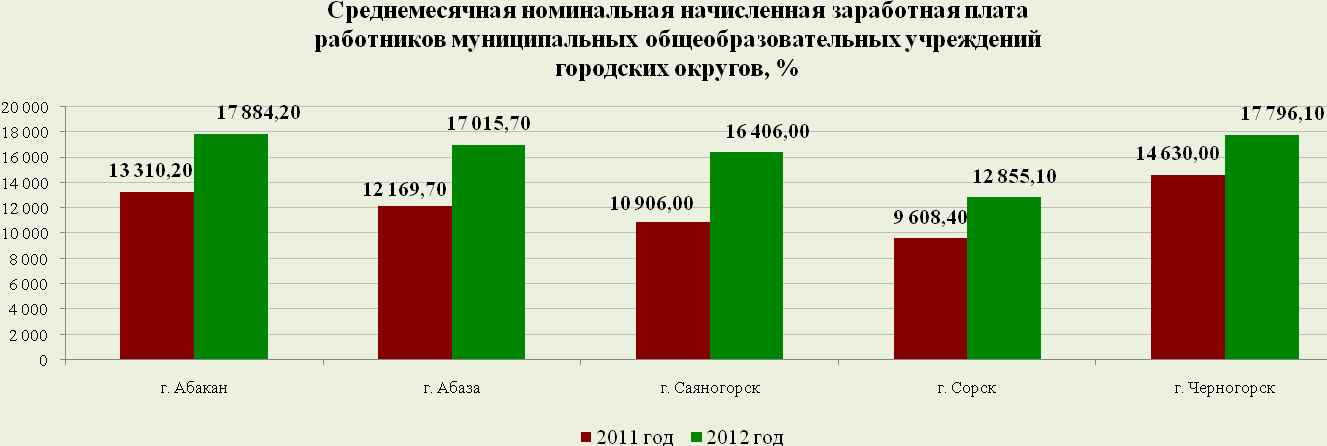 Среднемесячная номинальная начисленная заработная плата
работников муниципальных общеобразовательных учреждений
городских округов, %
20 000
18 000
16 000
14 000
12 000
10 000
8 000
6 000
4 000
2 000
0
13 310,20
17 884,20
12 169,70
17 015,70
10 906,00
16 406,00
9 608,40
12 855,10
14 630,00
17 796,10
г. Абакан
г. Абаза
г. Саяногорск
г. Сорск
г. Черногорск
2011 год
2012 год